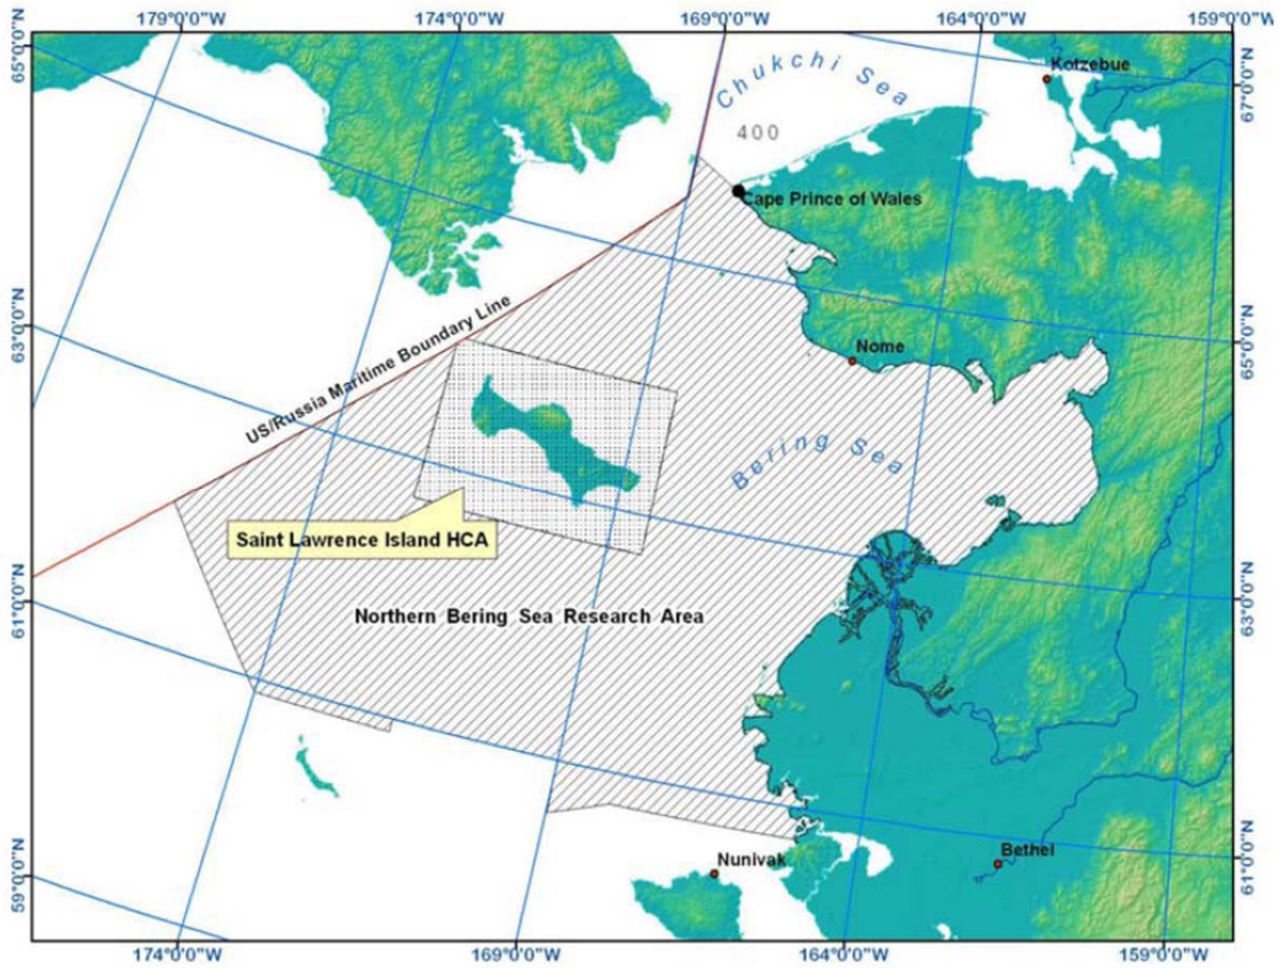 179°0'0"W
174°0'0"W
169°0'0"W
164°0'0"W
159°0'0"W
65°0'0"N
67°0'0"N
Kotzebue
Chukchi Sea
400
Cape Prince of Wales
63°0'0"N
65°0'0"N
US/Russia Maritime Boundary Line
Nome
Bering Sea
Saint Lawrence Island HCA
61°0'0"N
63°0'0"N
Northern Bering Sea Research Area
Nunivak
Bethel
59°0'0"N
61°0'0"N
174°0'0"W
169°0'0"W
164°0'0"W
159°0'0"W